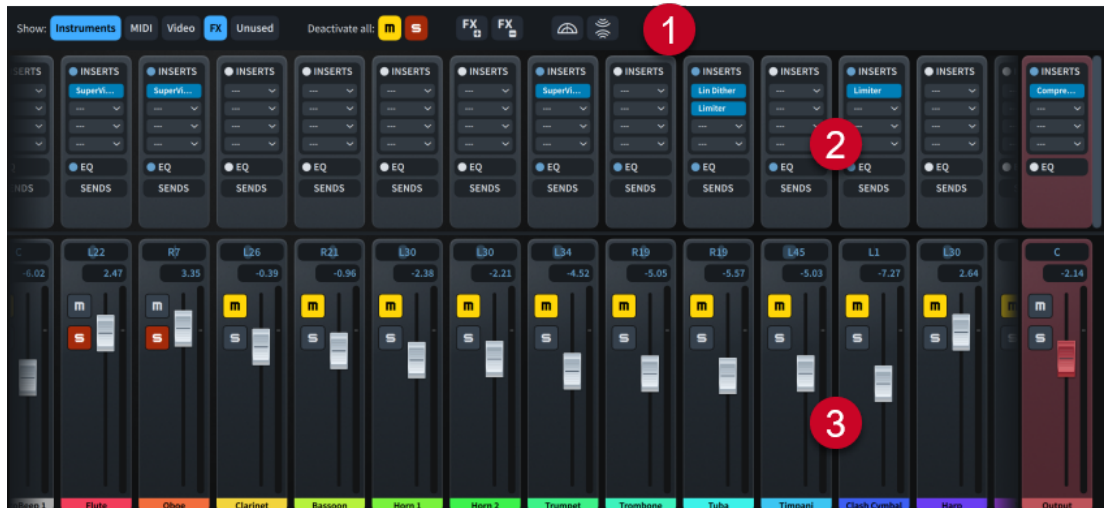 Show: Instruments MIDI Video FX Unused Deactivate all: m s FX FX 1
SERTS INSERTS INSERTS INSERTS INSERTS INSERTS INSERTS INSERTS INSERTS INSERTS INSERTS INSERTS INSERTS INSERTS
SuperVi... SuperVi... --- --- --- --- SuperVi... --- Lin Dither --- Limiter --- Compre...
--- --- --- --- --- --- --- --- Limiter --- --- --- ---
--- --- --- --- --- --- --- --- --- --- --- --- ---
--- --- --- --- --- --- --- --- --- --- --- --- ---
2
EQ EQ EQ EQ EQ EQ EQ EQ EQ EQ EQ EQ EQ
NDS SENDS SENDS SENDS SENDS SENDS SENDS SENDS SENDS SENDS SENDS SENDS SENDS
C L22 R7 L26 R21 L30 L30 L34 R19 R19 L45 L1 L30 C
-6.02 2.47 3.35 -0.39 -0.96 -2.38 -2.21 -4.52 -5.05 -5.57 -5.03 -7.27 2.64 -2.14
m m m m m m m m m m m m m m
s s s s s s s s s s s s s s
3
Flute Oboe Clarinet Bassoon Horn 1 Horn 2 Trumpet Trombone Tuba Timpani Clash Cymbal Harp Output